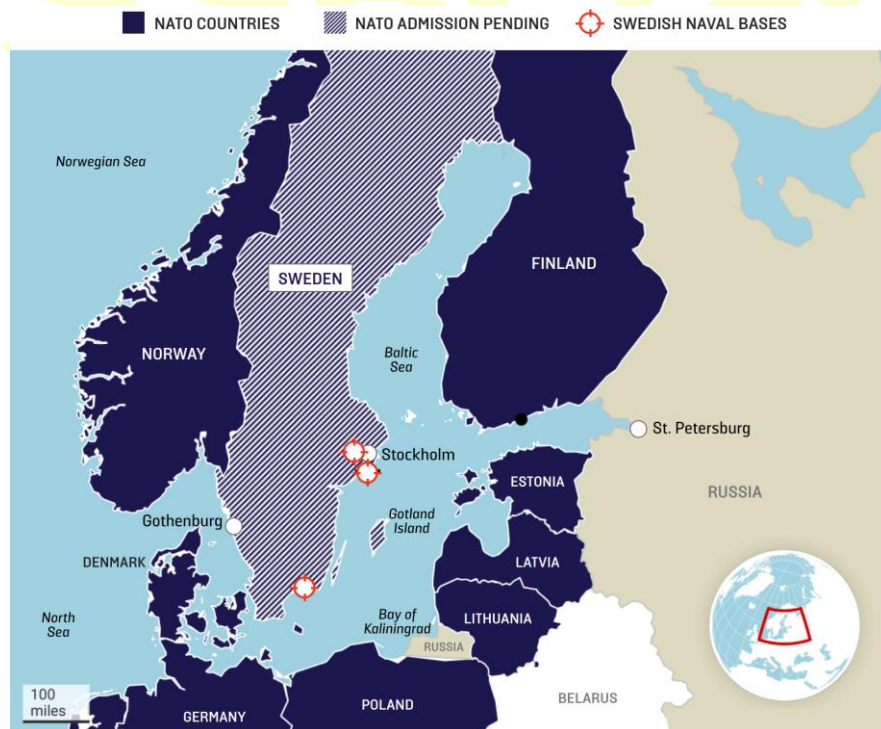 NATO COUNTRIES
NATO ADMISSION PENDING
SWEDISH NAVAL BASES
Norwegian Sea
FINLAND
SWEDEN
NORWAY
Baltic
Sea
St. Petersburg
Stockholm
ESTONIA
RUSSIA
Gotland
Island
Gothenburg
DENMARK
LATVIA
LITHUANIA
North
Sea
Bay of
Kaliningrad
RUSSIA
100
miles
GERMANY
POLAND
BELARUS